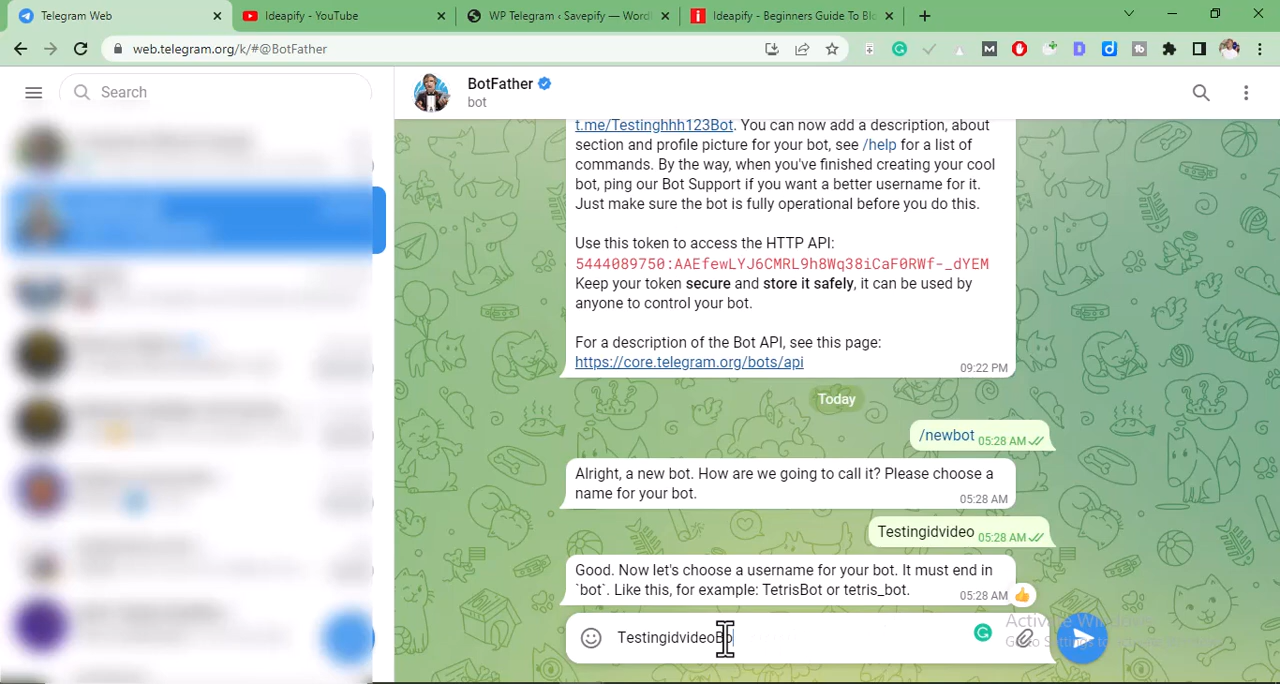 Telegram Web
Ideapify - YouTube
WP Telegram ‹ Savepify — Word
Ideapify - Beginners Guide To Blo
web.telegram.org/k/#@BotFather
Search
BotFather
bot
t.me/Testinghhh123Bot. You can now add a description, about
section and profile picture for your bot, see /help for a list of
commands. By the way, when you've finished creating your cool
bot, ping our Bot Support if you want a better username for it.
Just make sure the bot is fully operational before you do this.
Use this token to access the HTTP API:
5444089750:AAEfewLYJ6CMRL9h8Wq38iCaF0RWf-_dYEM
Keep your token secure and store it safely, it can be used by
anyone to control your bot.
For a description of the Bot API, see this page:
https://core.telegram.org/bots/api
09:22 PM
Today
/newbot 05:28 AM
Alright, a new bot. How are we going to call it? Please choose a
name for your bot.
05:28 AM
Testingidvideo 05:28 AM
Good. Now let's choose a username for your bot. It must end in
`bot`. Like this, for example: TetrisBot or tetris_bot.
05:28 AM
TestingidvideoBo
Activate Windows
Go to Settings to